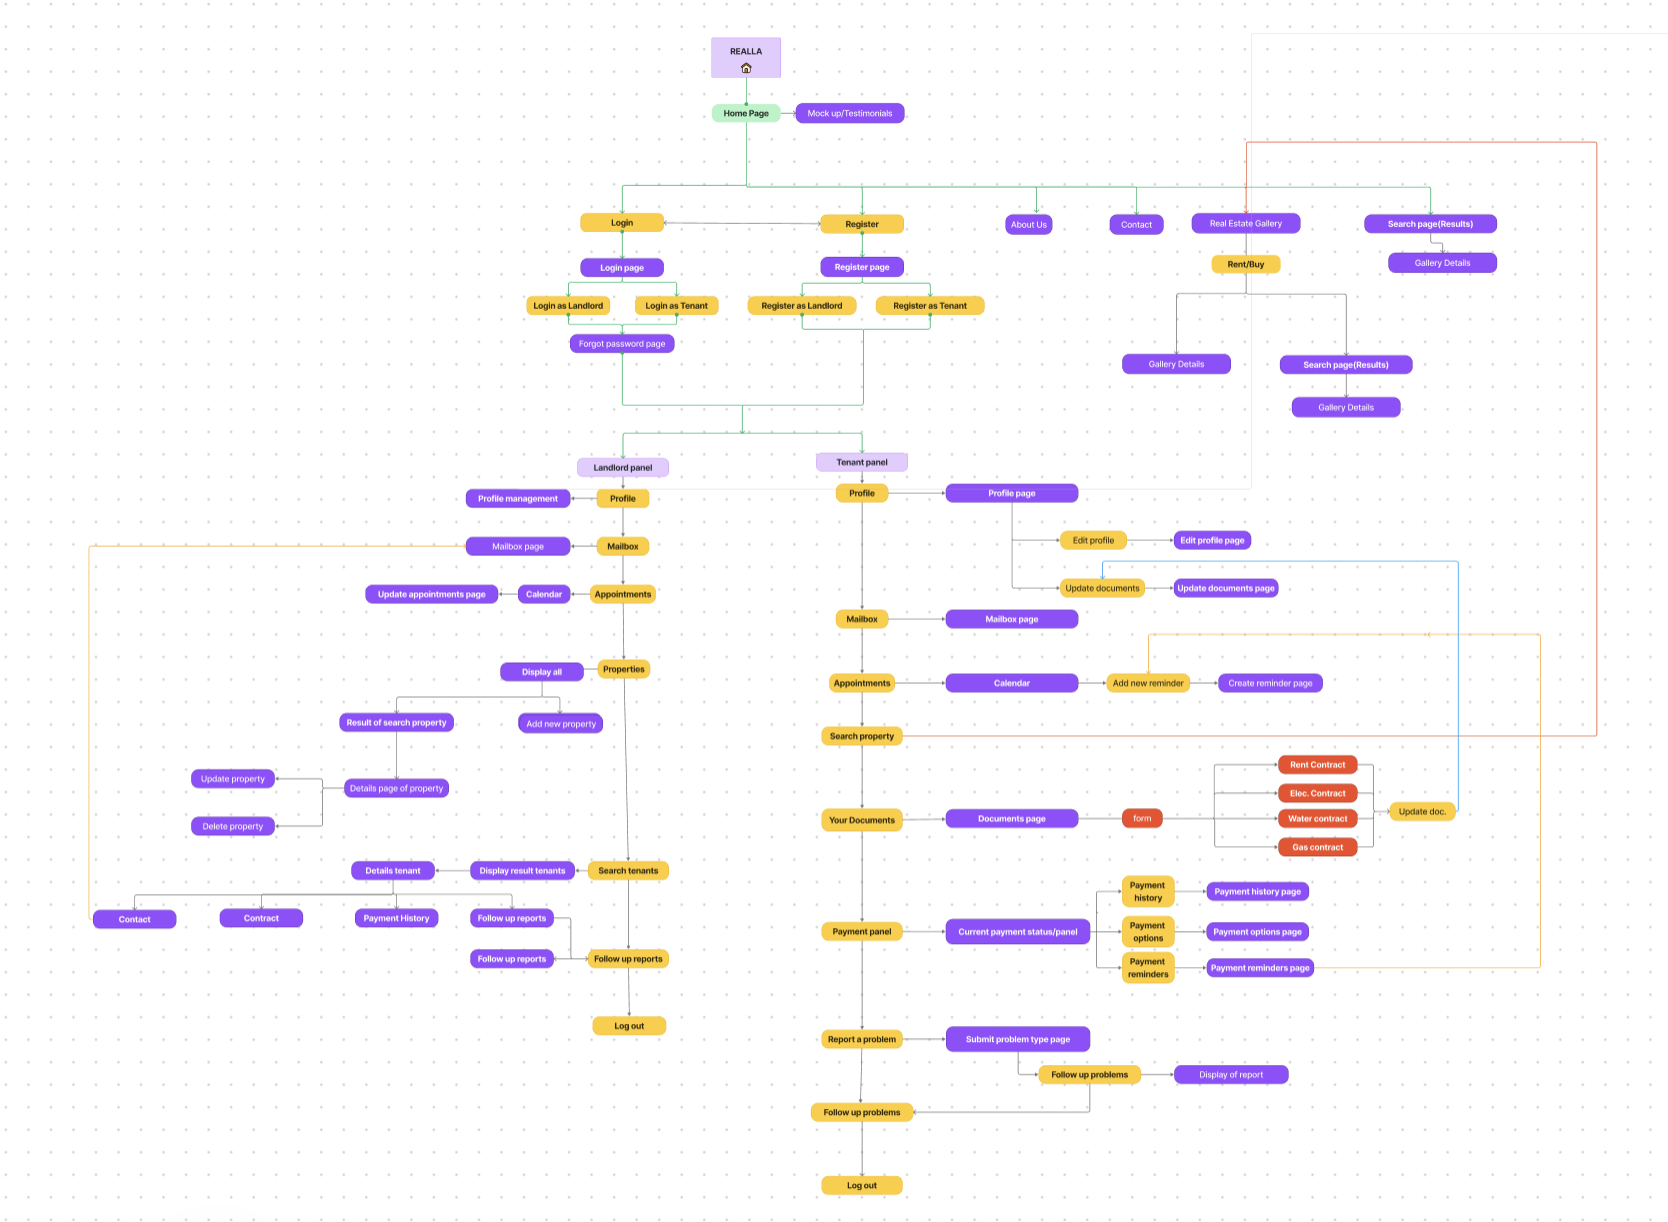 REALLA
Home Page
Mock up/Testimonials
Login
Register
About Us
Contact
Real Estate Gallery
Search page(Results)
Login page
Register page
Rent/Buy
Gallery Details
Login as Landlord
Login as Tenant
Register as Landlord
Register as Tenant
Forgot password page
Gallery Details
Search page(Results)
Gallery Details
Landlord panel
Profile management
Profile
Mailbox page
Mailbox
Update appointments page
Calendar
Appointments
Display all
Properties
Result of search property
Add new property
Update property
Details page of property
Delete property
Details tenant
Display result tenants
Search tenants
Contact
Contract
Payment History
Follow up reports
Follow up reports
Follow up reports
Log out
Tenant panel
Profile
Profile page
Edit profile
Edit profile page
Update documents
Update documents page
Mailbox
Mailbox page
Appointments
Calendar
Add new reminder
Create reminder page
Search property
Your Documents
Documents page
form
Rent Contract
Elec. Contract
Water contract
Gas contract
Update doc.
Payment panel
Current payment status/panel
Payment
history
Payment history page
Payment
options
Payment options page
Payment
reminders
Payment reminders page
Report a problem
Submit problem type page
Follow up problems
Display of report
Follow up problems
Log out